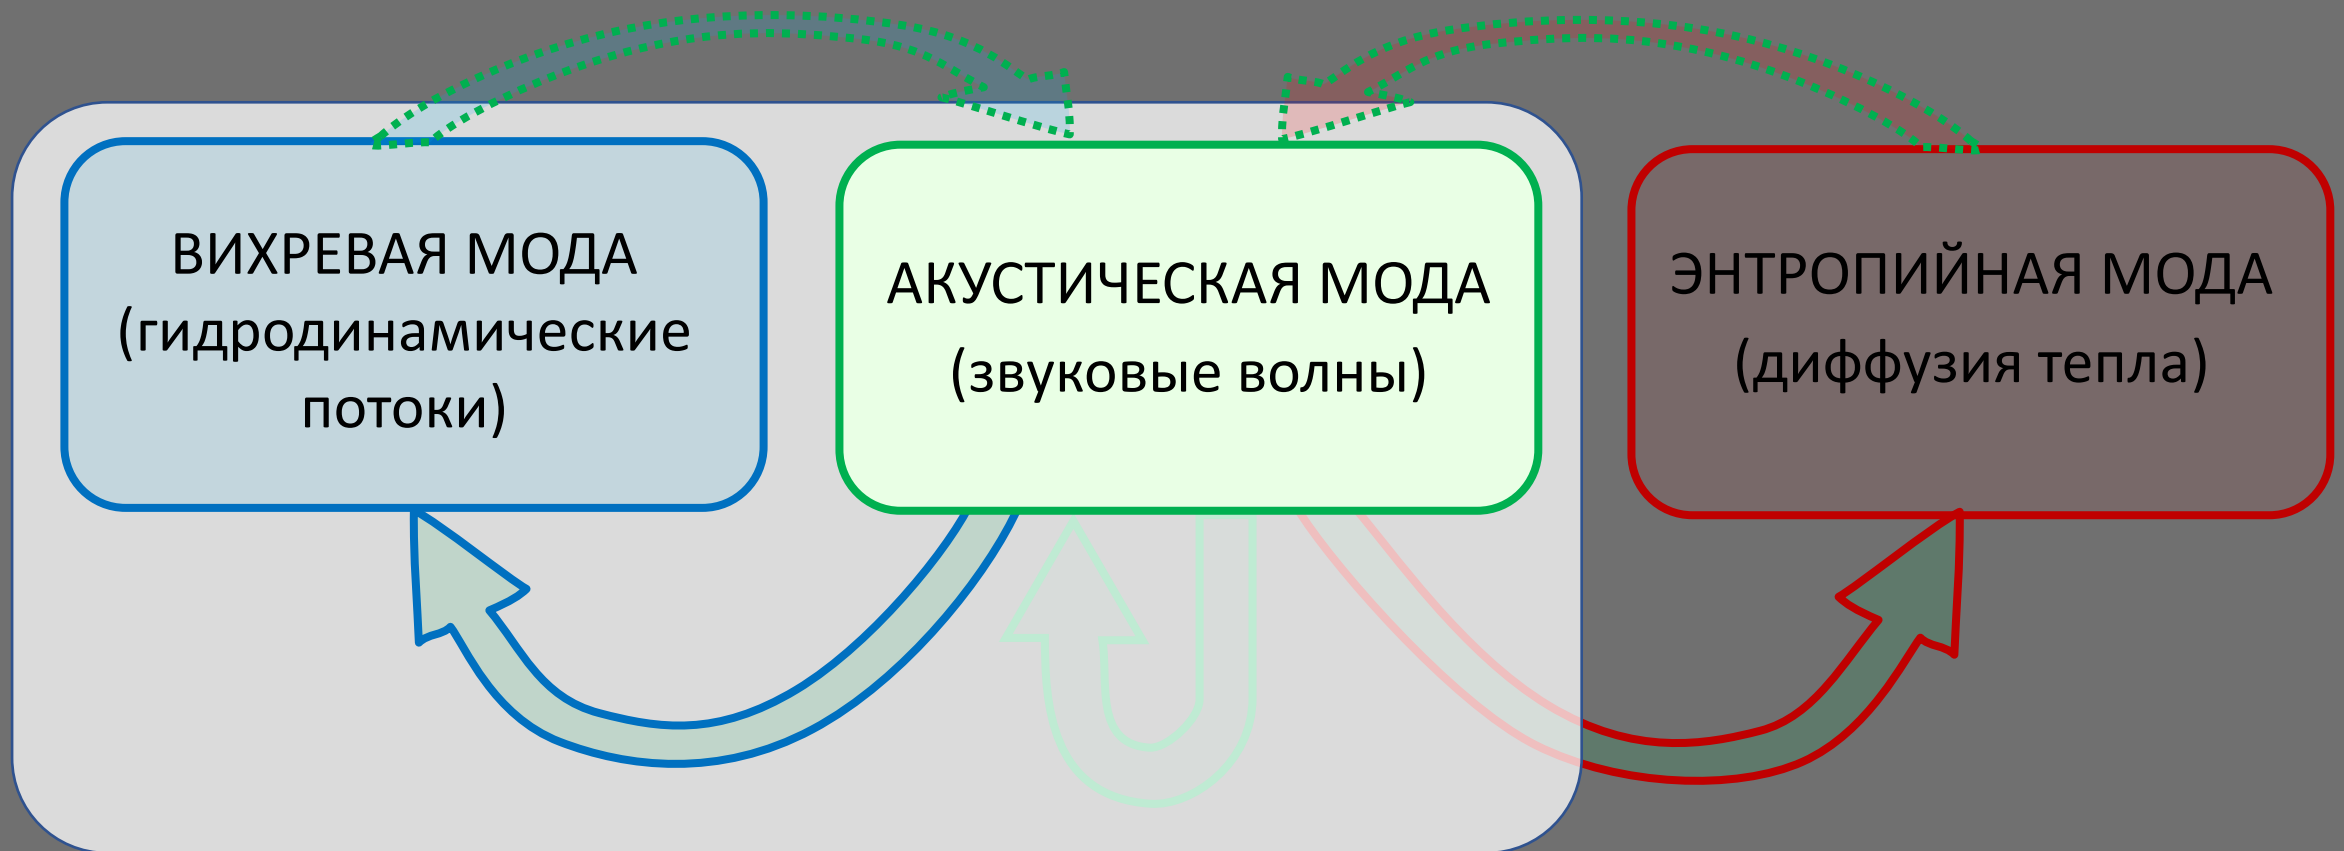 ВИХРЕВАЯ МОДА
(гидродинамические
потоки)
АКУСТИЧЕСКАЯ МОДА
(звуковые волны)
ЭНТРОПИЙНАЯ МОДА
(диффузия тепла)